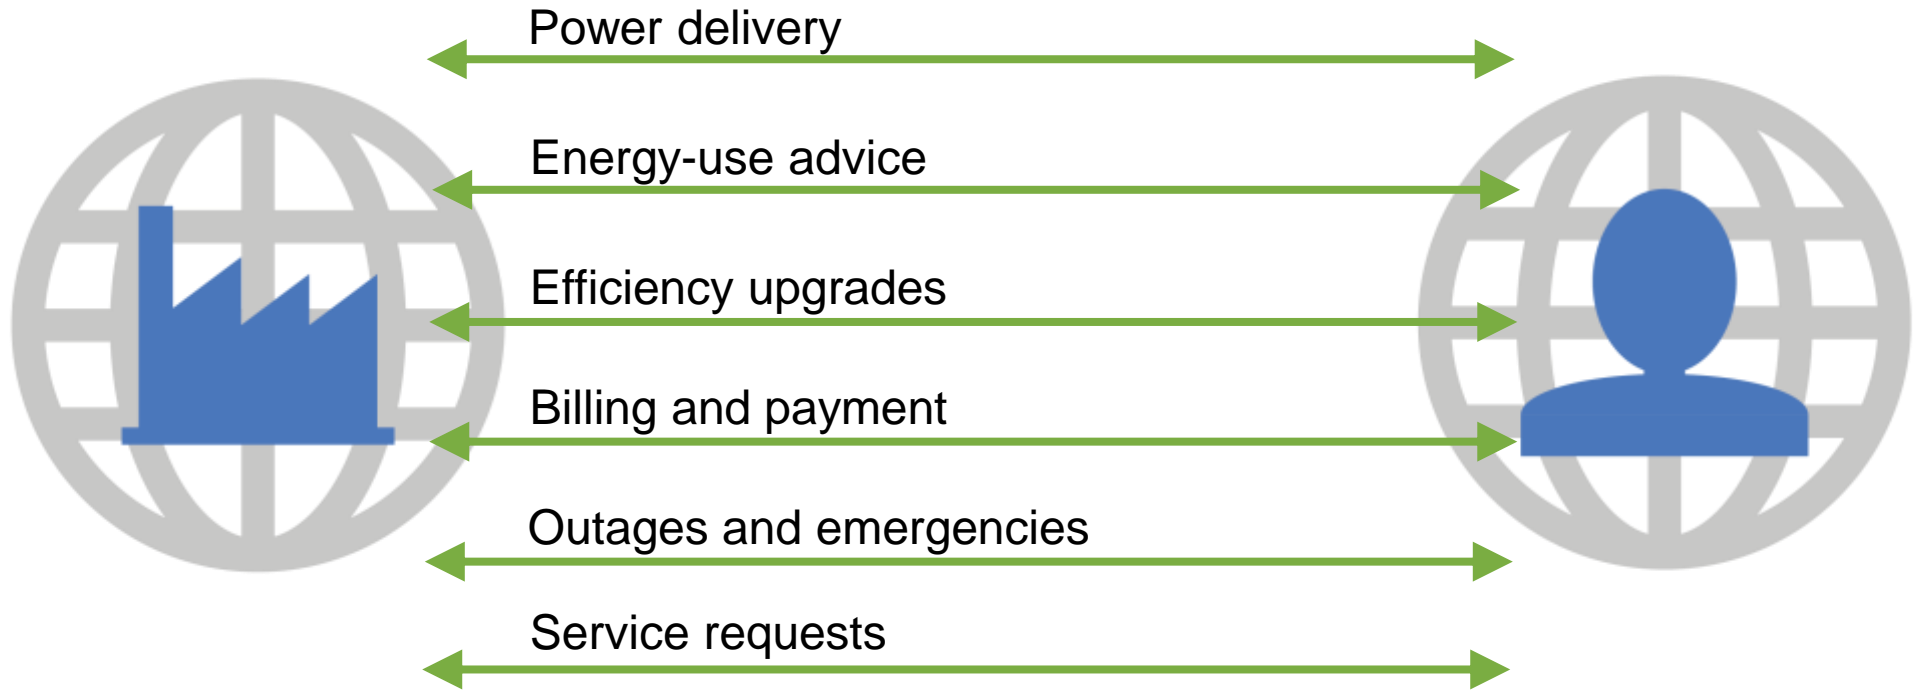 Power delivery
Energy-use advice
Efficiency upgrades
Billing and payment
Outages and emergencies
Service requests